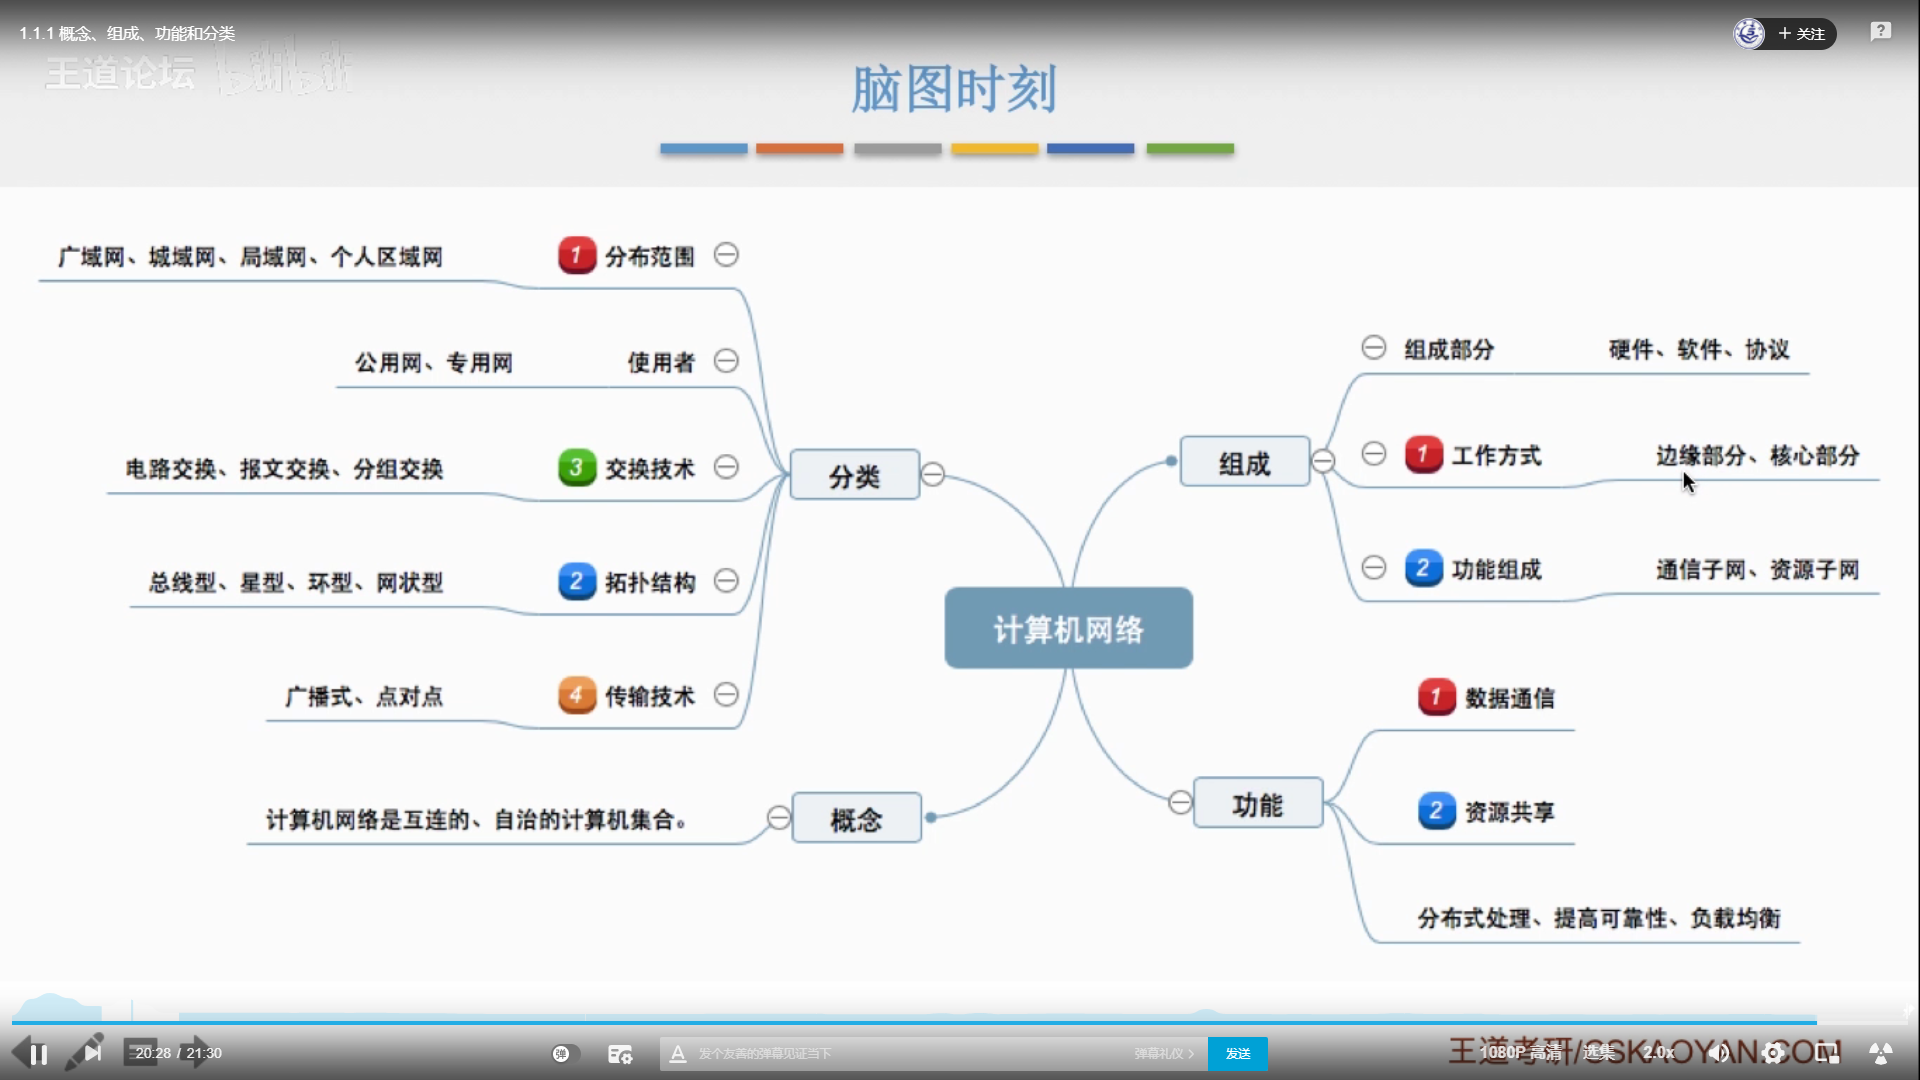 1.1.1 概念、组成、功能和分类
+ 关注
王道论坛 bilibili
脑图时刻
广域网、城域网、局域网、个人区域网
1 分布范围
公用网、专用网
使用者
电路交换、报文交换、分组交换
3 交换技术
总线型、星型、环型、网状型
2 拓扑结构
广播式、点对点
4 传输技术
分类
计算机网络是互连的、自治的计算机集合。
概念
计算机网络
组成
组成部分
硬件、软件、协议
1 工作方式
边缘部分、核心部分
2 功能组成
通信子网、资源子网
功能
1 数据通信
2 资源共享
分布式处理、提高可靠性、负载均衡
20:28 / 21:30
弹
A 发个友善的弹幕见证当下
弹幕礼仪 >
发送
王道考研/CSKAOYAN.COM
1080P 高清
选集
2.0x